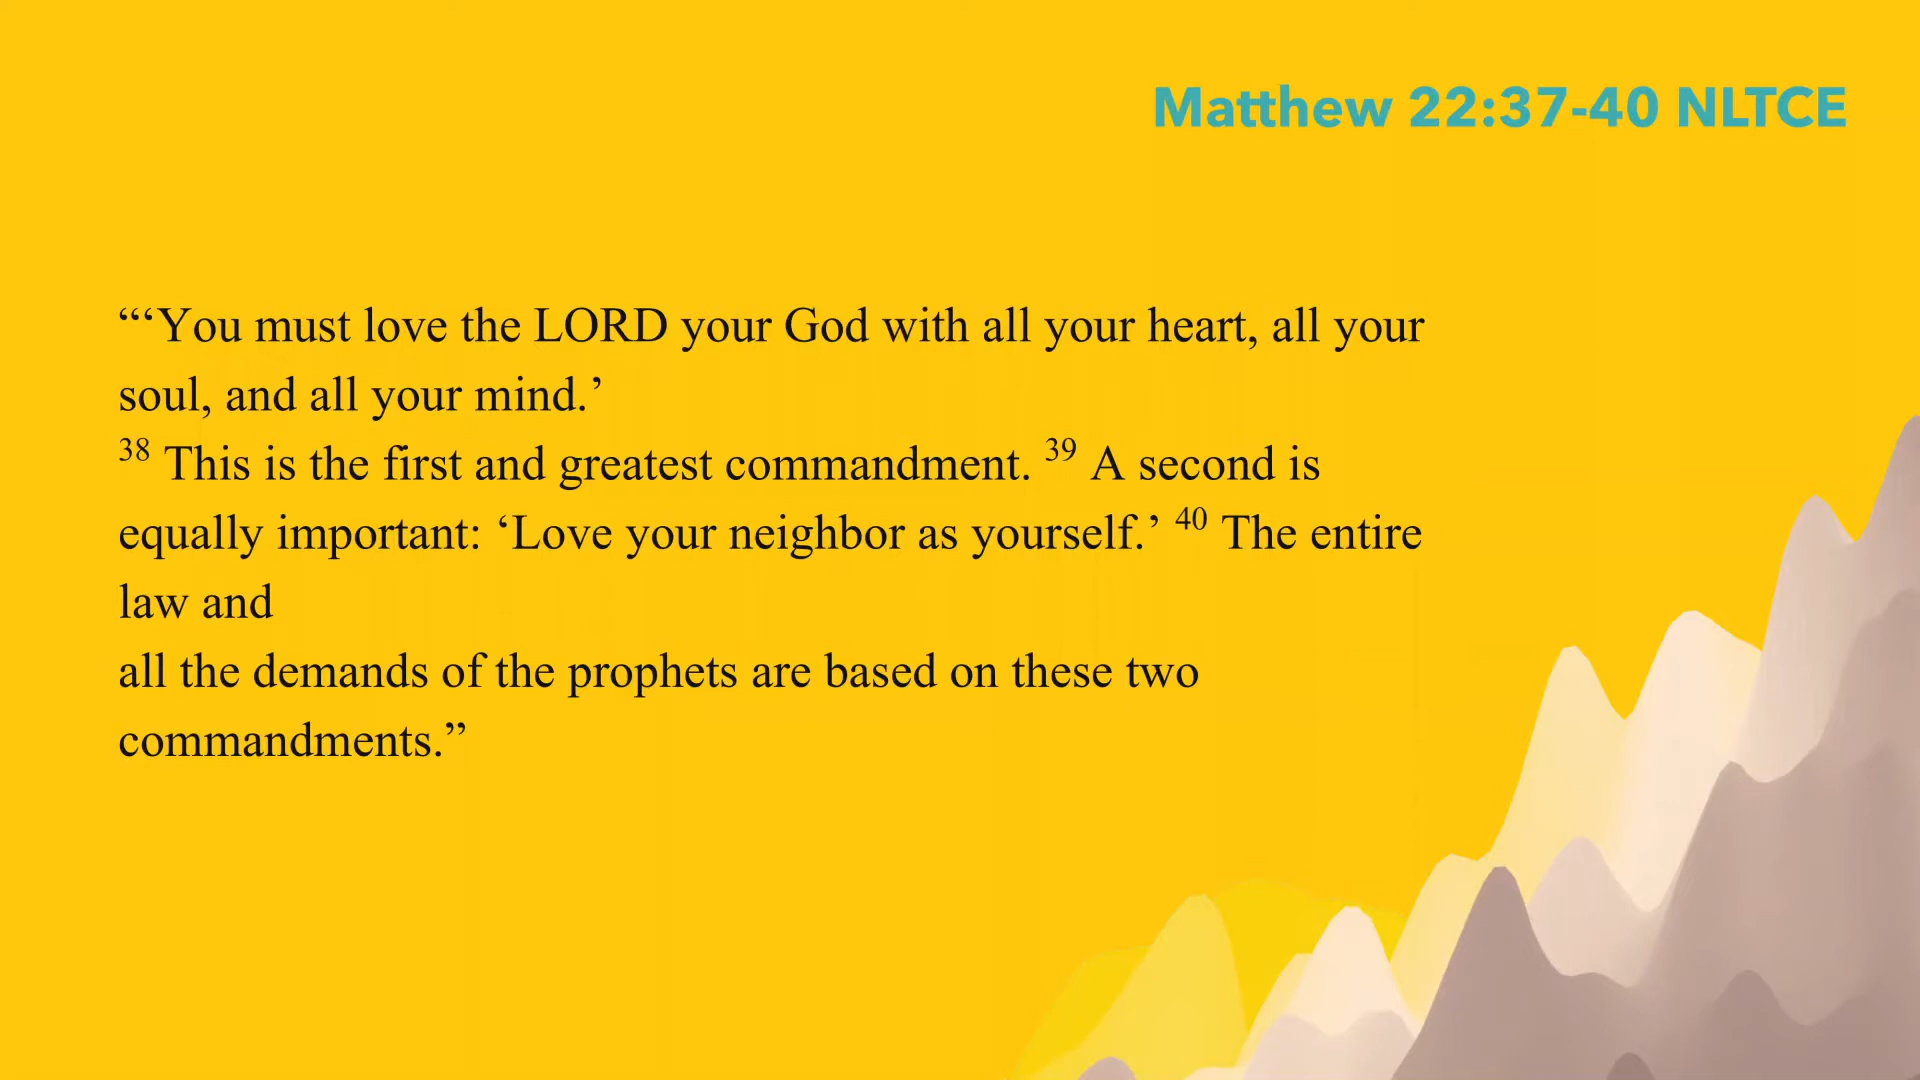 Matthew 22:37-40 NLTCE
“‘You must love the LORD your God with all your heart, all your
soul, and all your mind.’
38 This is the first and greatest commandment. 39 A second is
equally important: ‘Love your neighbor as yourself.’ 40 The entire
law and
all the demands of the prophets are based on these two
commandments.”